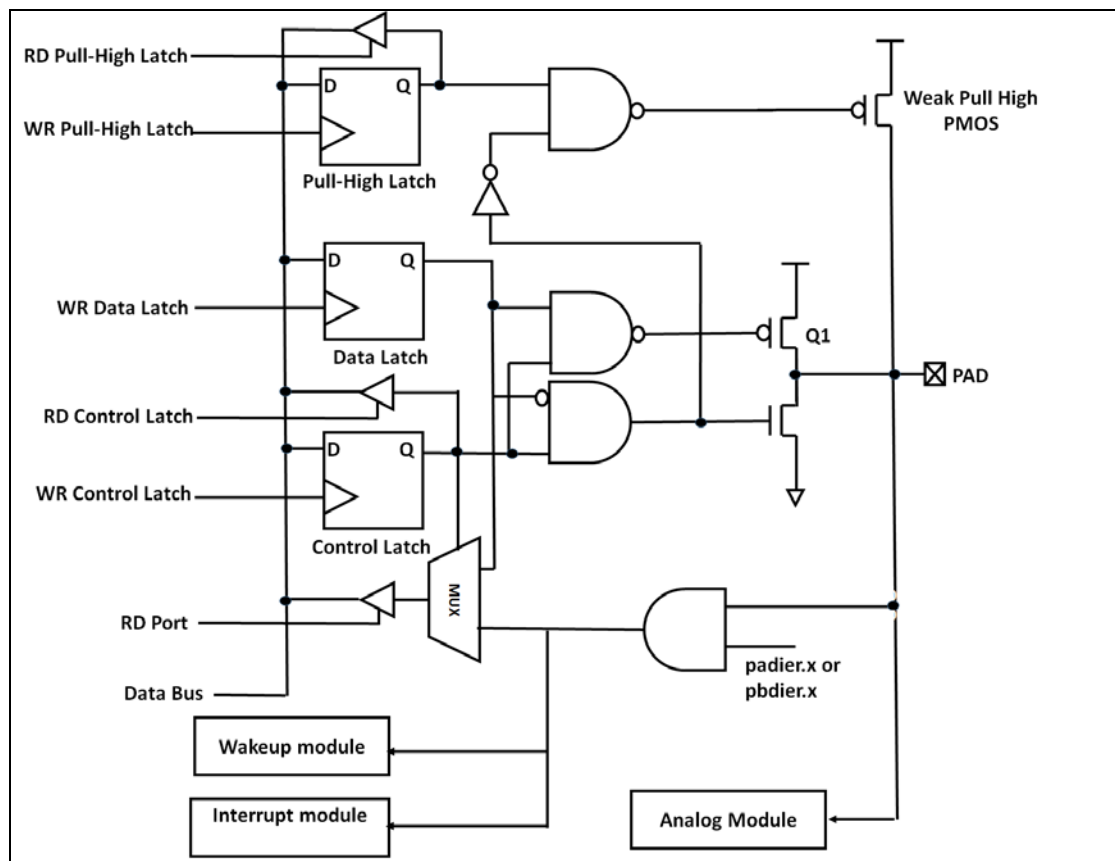 RD Pull-High Latch
D Q
WR Pull-High Latch
Pull-High Latch
Weak Pull High
PMOS
D Q
WR Data Latch
Data Latch
Q1
PAD
RD Control Latch
D Q
WR Control Latch
Control Latch
MUX
RD Port
padier.x or
pbdier.x
Data Bus
Wakeup module
Interrupt module
Analog Module